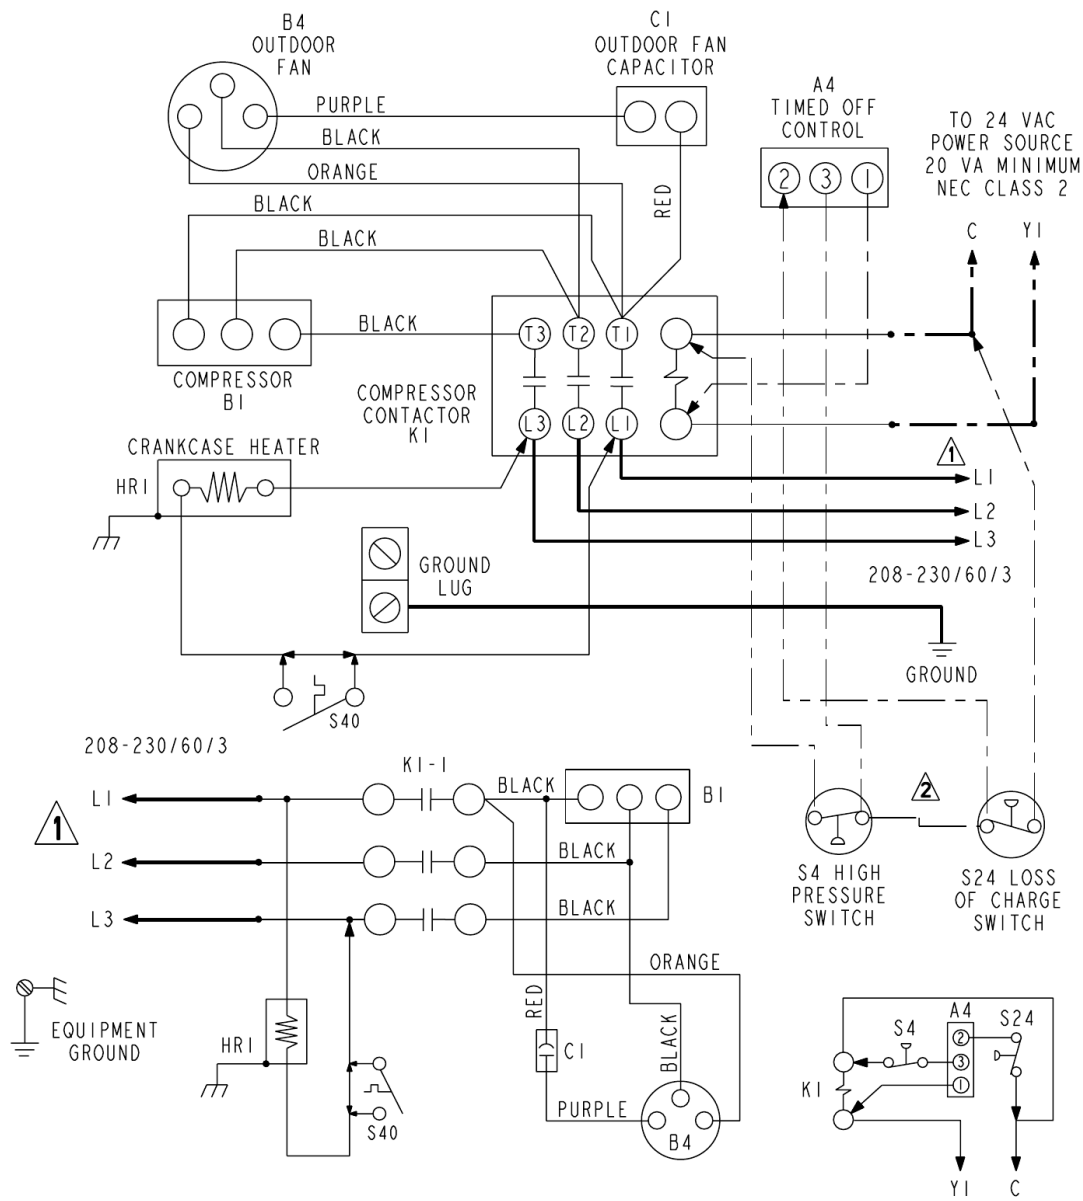 B4
OUTDOOR
FAN
C1
OUTDOOR FAN
CAPACITOR
A4
TIMED OFF
CONTROL
TO 24 VAC
POWER SOURCE
20 VA MINIMUM
NEC CLASS 2
PURPLE
BLACK
ORANGE
RED
2
3
1
C
Y1
BLACK
BLACK
BLACK
T3
T2
T1
COMPRESSOR
B1
COMPRESSOR
CONTACTOR
K1
L3
L2
L1
CRANKCASE HEATER
HR1
1
L1
L2
L3
208-230/60/3
GROUND
LUG
GROUND
S40
208-230/60/3
K1-1
BLACK
B1
L1
1
L2
BLACK
L3
BLACK
2
S4 HIGH
PRESSURE
SWITCH
S24 LOSS
OF CHARGE
SWITCH
ORANGE
RED
BLACK
EQUIPMENT
GROUND
HR1
C1
PURPLE
B4
S40
A4
S4
S24
2
3
1
K1
Y1
C